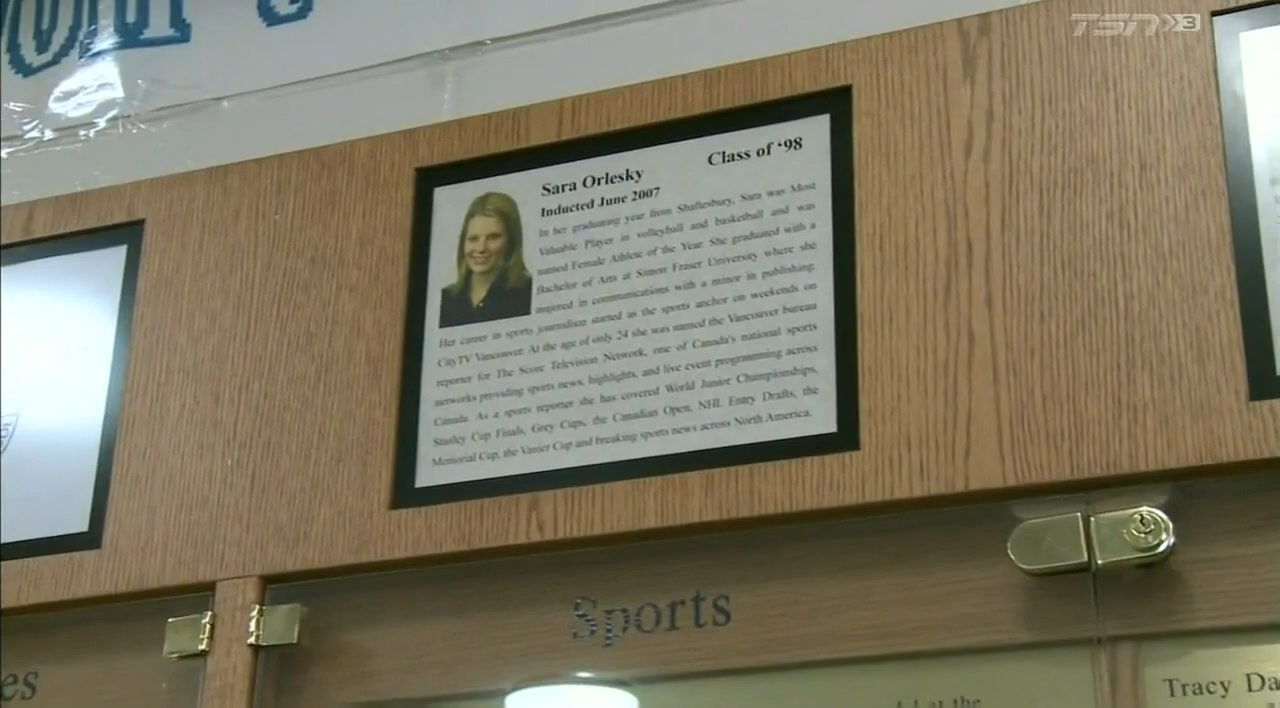 TSN 3
Sara Orlesky
Class of ‘98
Inducted June 2007
In her graduating year from Shaftesbury, Sara was Most
Valuable Player in volleyball and basketball and was
named Female Athlete of the Year. She graduated with a
Bachelor of Arts at Simon Fraser University where she
majored in communications with a minor in publishing.
Her career in sports journalism started as the sports anchor on weekends on
CityTV Vancouver. At the age of only 24 she was named the Vancouver bureau
reporter for The Score Television Network, one of Canada's national sports
networks providing sports news, highlights, and live event programming across
Canada. As a sports reporter she has covered World Junior Championships,
Stanley Cup Finals, Grey Cups, the Canadian Open, NHL Entry Drafts, the
Memorial Cup, the Vanier Cup and breaking sports news across North America.
Sports
es
at the
Tracy Da